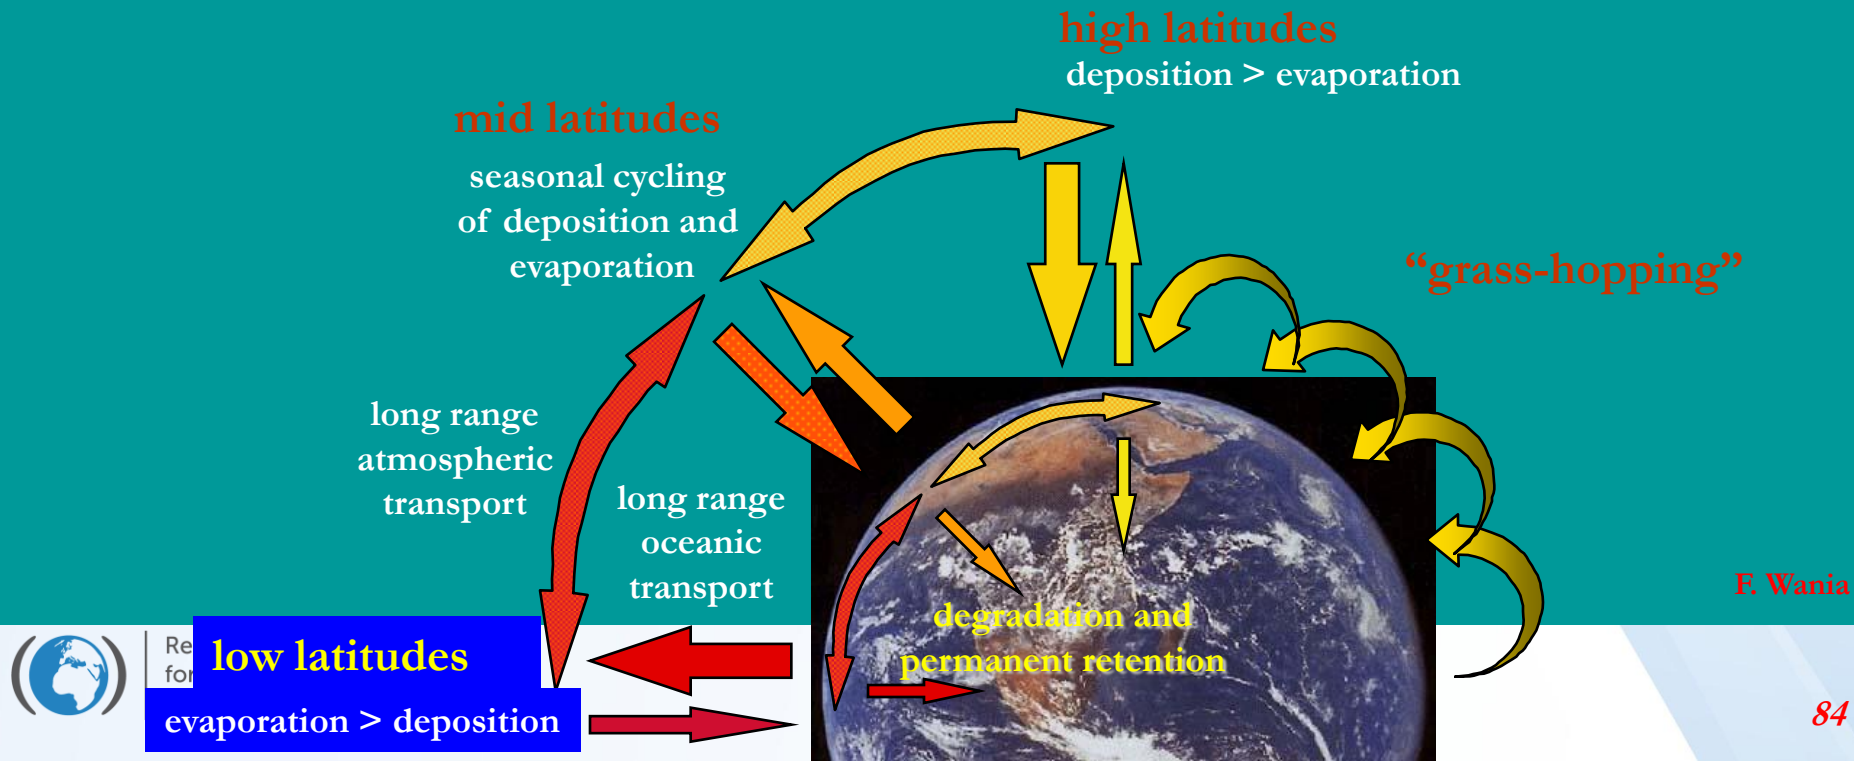 high latitudes
deposition > evaporation
mid latitudes
seasonal cycling
of deposition and
evaporation
“grass-hopping”
long range
atmospheric
transport
long range
oceanic
transport
F. Wania
degradation and
permanent retention
low latitudes
evaporation > deposition
84